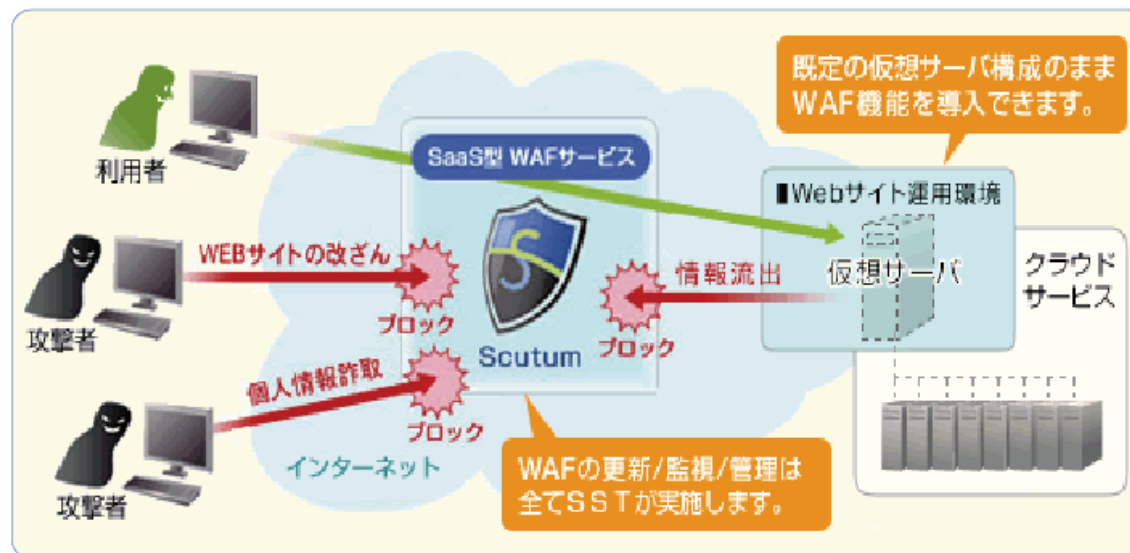 既定の仮想サーバ構成のまま
WAF機能を導入できます。
SaaS型 WAFサービス
利用者
■Webサイト運用環境
WEBサイトの改ざん
情報流出
仮想サーバ
クラウド
サービス
攻撃者
ブロック
ブロック
Scutum
個人情報詐取
ブロック
インターネット
WAFの更新/監視/管理は
全てSSTが実施します。
攻撃者